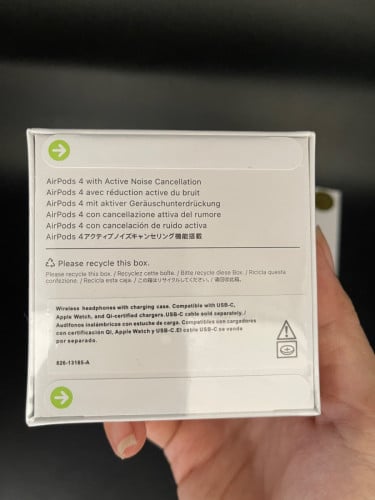 AirPods 4 with Active Noise Cancellation
AirPods 4 avec réduction active du bruit
AirPods 4 mit aktiver Geräuschunterdrückung
AirPods 4 con cancellazione attiva del rumore
AirPods 4 con cancelación de ruido activa
AirPods 4アクティブノイズキャンセリング機能搭載
Please recycle this box.
Please recycle this box. / Recyclez cette boîte. / Bitte recycle diese Box. / Ricicla questa
confezione. / Recicla esta caja. / この箱はリサイクルしてください。/ 请回收此箱。
Wireless headphones with charging case. Compatible with USB-C,
Apple Watch, and Qi-certified chargers. USB-C cable sold separately. /
Audífonos inalámbricos con estuche de carga. Compatibles con cargadores
con certificación Qi, Apple Watch y USB-C. El cable USB-C se vende
por separado.
826-13185-A